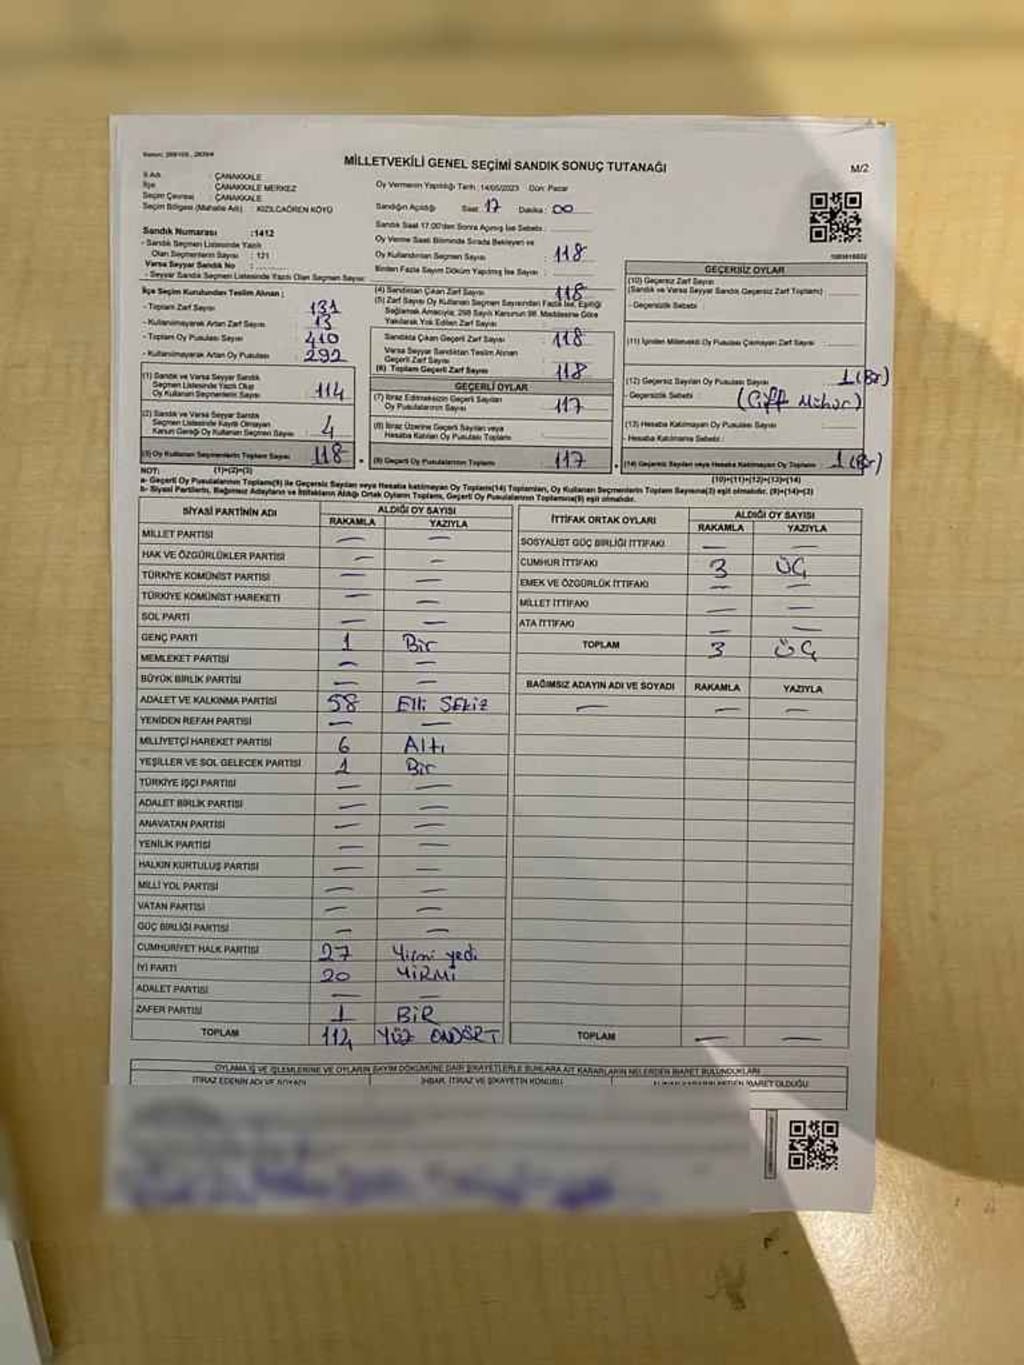 MİLLETVEKİLİ GENEL SEÇİMİ SANDIK SONUÇ TUTANAĞI
M/2
İl Adı : ÇANAKKALE
İlçe : ÇANAKKALE MERKEZ
Seçim Çevresi : ÇANAKKALE
Seçim Bölgesi (Mahalle Adı) : KIZILCAÖREN KÖYÜ
Oy Vermenin Yapıldığı Tarih : 14/05/2023 Gün: Pazar
Sandığın Açıldığı Saat : 17 Dakika : 00
Sandık Saat 17.00'den Sonra Açılmış İse Sebebi :
Oy Verme Saati Bitiminde Sırada Bekleyen ve
Oy Kullandırılan Seçmen Sayısı : 118
Birden Fazla Sayım Döküm Yapılmış İse Sayısı :
Sandık Numarası :1412
- Sandık Seçmen Listesinde Yazılı
Olan Seçmenlerin Sayısı : 121
Varsa Seyyar Sandık No :
- Seyyar Sandık Seçmen Listesinde Yazılı Olan Seçmen Sayısı:
İlçe Seçim Kurulundan Teslim Alınan ;
- Toplam Zarf Sayısı : 131
- Kullanılmayarak Artan Zarf Sayısı : 13
- Toplam Oy Pusulası Sayısı : 410
- Kullanılmayarak Artan Oy Pusulası : 292
(1) Sandık ve Varsa Seyyar Sandık
Seçmen Listesinde Yazılı Olup
Oy Kullanan Seçmenlerin Sayısı : 114
(2) Sandık ve Varsa Seyyar Sandık
Seçmen Listesinde Kayıtlı Olmayan
Kanun Gereği Oy Kullanan Seçmen Sayısı : 4
(3) Oy Kullanan Seçmenlerin Toplam Sayısı : 118
(1)+(2)=(3)
(4) Sandıktan Çıkan Zarf Sayısı : 118
(5) Zarf Sayısı Oy Kullanan Seçmen Sayısından Fazla İse, Eşitliği
Sağlamak Amacıyla, 298 Sayılı Kanunun 98. Maddesine Göre
Yakılarak Yok Edilen Zarf Sayısı :
Sandıkta Çıkan Geçerli Zarf Sayısı : 118
Varsa Seyyar Sandıktan Teslim Alınan
Geçerli Zarf Sayısı :
(6) Toplam Geçerli Zarf Sayısı : 118
GEÇERLİ OYLAR
(7) İtiraz Edilmeksizin Geçerli Sayılan
Oy Pusulalarının Sayısı : 117
(8) İtiraz Üzerine Geçerli Sayılan veya
Hesaba Katılan Oy Pusulası Toplamı :
(9) Geçerli Oy Pusulalarının Toplamı : 117
GEÇERSİZ OYLAR
(10) Geçersiz Zarf Sayısı
(Sandık ve Varsa Seyyar Sandık Geçersiz Zarf Toplamı) :
- Geçersizlik Sebebi :
(11) İçinden Milletvekili Oy Pusulası Çıkmayan Zarf Sayısı :
(12) Geçersiz Sayılan Oy Pusulası Sayısı : 1 (Bir)
- Geçersizlik Sebebi : (Çift Mühür)
(13) Hesaba Katılmayan Oy Pusulası Sayısı :
- Hesaba Katılmama Sebebi :
(14) Geçersiz Sayılan veya Hesaba Katılmayan Oy Toplamı : 1 (Bir)
(10)+(11)+(12)+(13)=(14)
NOT:
a- Geçerli Oy Pusulaları Toplamı(9) ile Geçersiz Sayılan veya Hesaba Katılmayan Oy Toplamı(14) Toplamları, Oy Kullanan Seçmenlerin Toplam Sayısına(3) eşit olmalıdır. (9)+(14)=(3)
b- Siyasi Partilerin, Bağımsız Adayların ve İttifakların Aldığı Ortak Oyların Toplamı, Geçerli Oy Pusulalarının Toplamına(9) eşit olmalıdır.
SİYASİ PARTİNİN ADI ALDIĞI OY SAYISI
RAKAMLA YAZIYLA
MİLLET PARTİSI — —
HAK VE ÖZGÜRLÜKLER PARTİSİ — —
TÜRKİYE KOMÜNİST PARTİSİ — —
TÜRKİYE KOMÜNİST HAREKETİ — —
SOL PARTİ — —
GENÇ PARTİ 1 Bir
MEMLEKET PARTİSİ — —
BÜYÜK BİRLİK PARTİSİ — —
ADALET VE KALKINMA PARTİSİ 58 Elli SEkiz
YENİDEN REFAH PARTİSİ — —
MİLLİYETÇİ HAREKET PARTİSİ 6 Altı
YEŞİLLER VE SOL GELECEK PARTİSİ 1 Bir
TÜRKİYE İŞÇİ PARTİSİ — —
ADALET BİRLİK PARTİSİ — —
ANAVATAN PARTİSİ — —
YENİLİK PARTİSİ — —
HALKIN KURTULUŞ PARTİSİ — —
MİLLİ YOL PARTİSİ — —
VATAN PARTİSİ — —
GÜÇ BİRLİĞİ PARTİSİ — —
CUMHURİYET HALK PARTİSİ 27 Yirmi yedi
İYİ PARTİ 20 YİRMİ
ADALET PARTİSİ — —
ZAFER PARTİSİ 1 BİR
TOPLAM 114 YÜZ ONDÖRT
İTTİFAK ORTAK OYLARI ALDIĞI OY SAYISI
RAKAMLA YAZIYLA
SOSYALİST GÜÇ BİRLİĞİ İTTİFAKI — —
CUMHUR İTTİFAKI 3 ÜÇ
EMEK VE ÖZGÜRLÜK İTTİFAKI — —
MİLLET İTTİFAKI — —
ATA İTTİFAKI — —
TOPLAM 3 ÜÇ
BAĞIMSIZ ADAYIN ADI VE SOYADI RAKAMLA YAZIYLA
— — —
TOPLAM — —
OYLAMA İŞ VE İŞLEMLERİNE VE OYLARIN SAYIM DÖKÜMÜNE DAİR ŞİKAYETLERLE BUNLARA AİT KARARLARIN NELERDEN İBARET BULUNDUKLARI
İTİRAZ EDENİN ADI VE SOYADI İHBAR, İTİRAZ VE ŞİKAYETİN KONUSU